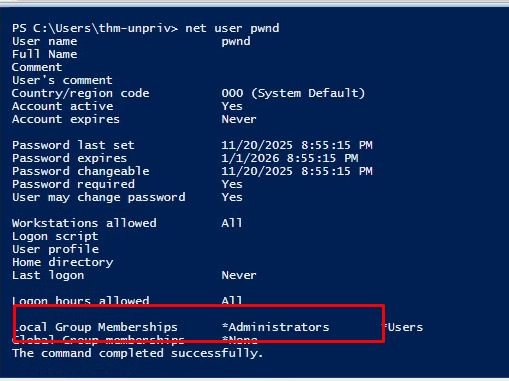 PS C:\Users\thm-unpriv> net user pwnd
User name                    pwnd
Full Name
Comment
User's comment
Country/region code          000 (System Default)
Account active               Yes
Account expires              Never
Password last set            11/20/2025 8:55:15 PM
Password expires             1/1/2026 8:55:15 PM
Password changeable          11/20/2025 8:55:15 PM
Password required            Yes
User may change password     Yes
Workstations allowed         All
Logon script
User profile
Home directory
Last logon                   Never
Logon hours allowed          All
Local Group Memberships      *Administrators       *Users
Global Group memberships     *None
The command completed successfully.